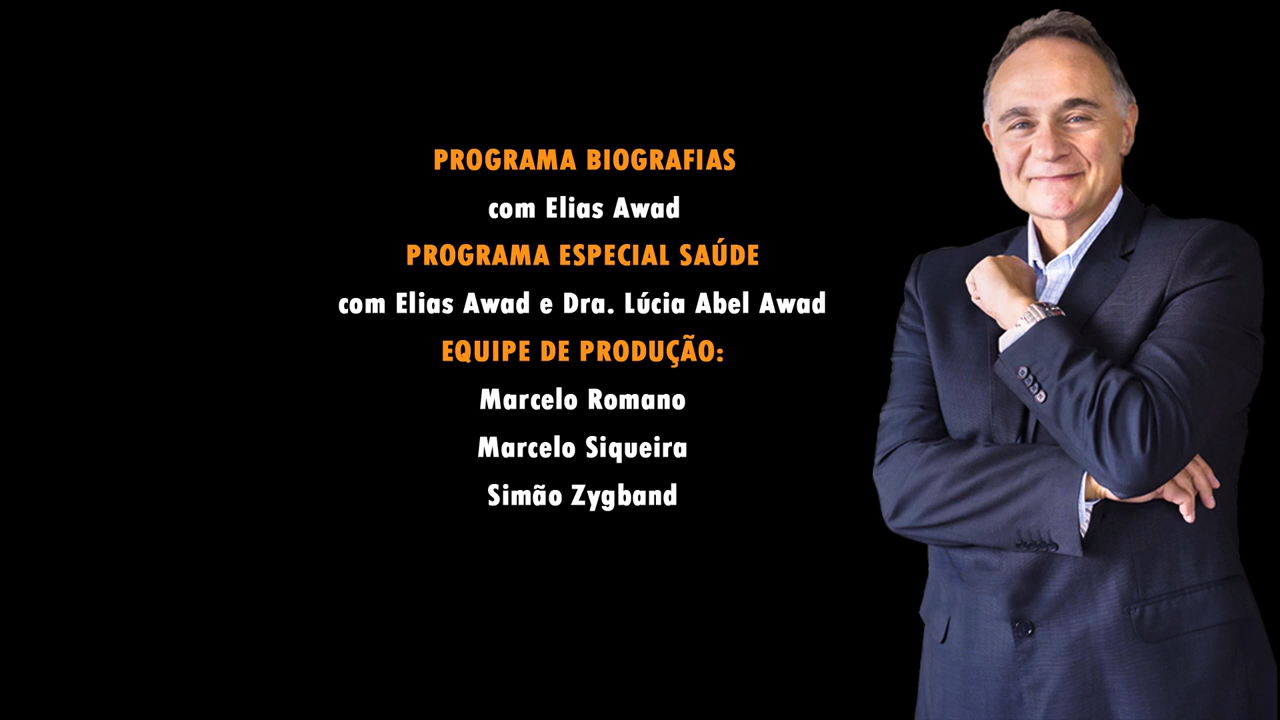 PROGRAMA BIOGRAFIAS
com Elias Awad
PROGRAMA ESPECIAL SAÚDE
com Elias Awad e Dra. Lúcia Abel Awad
EQUIPE DE PRODUÇÃO:
Marcelo Romano
Marcelo Siqueira
Simão Zygband